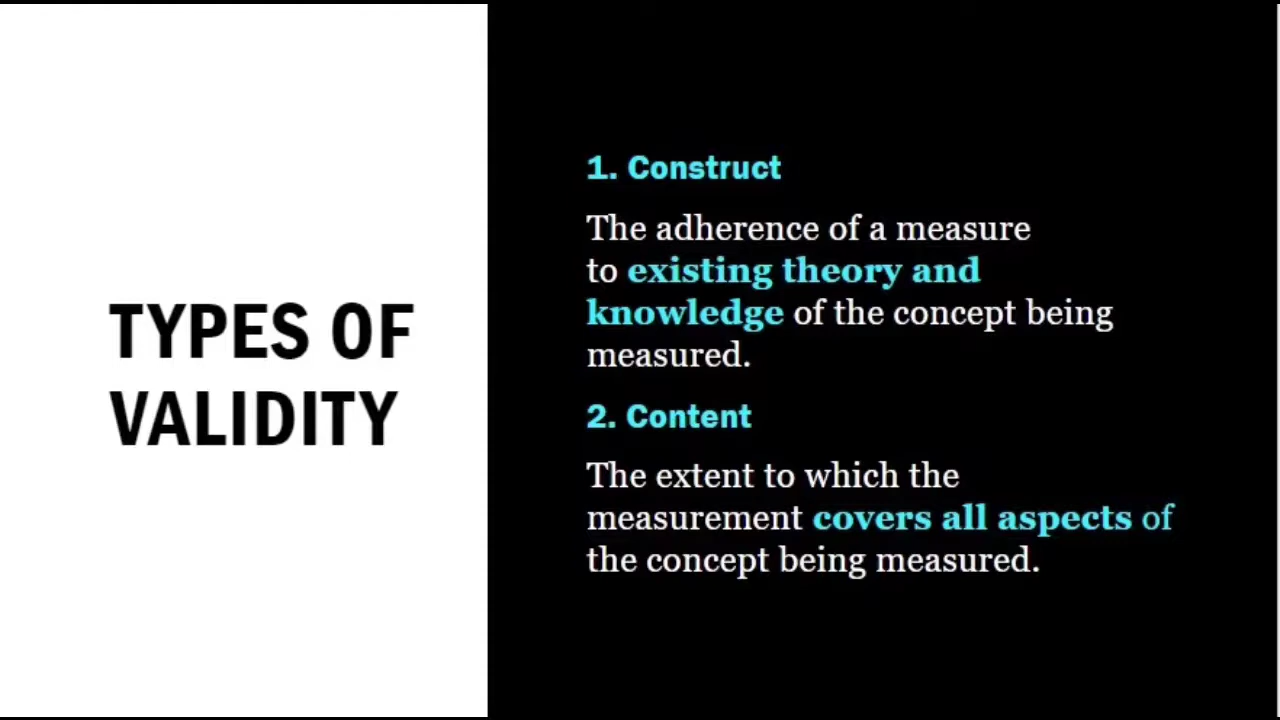 TYPES OF
VALIDITY
1. Construct
The adherence of a measure
to existing theory and
knowledge of the concept being
measured.
2. Content
The extent to which the
measurement covers all aspects of
the concept being measured.